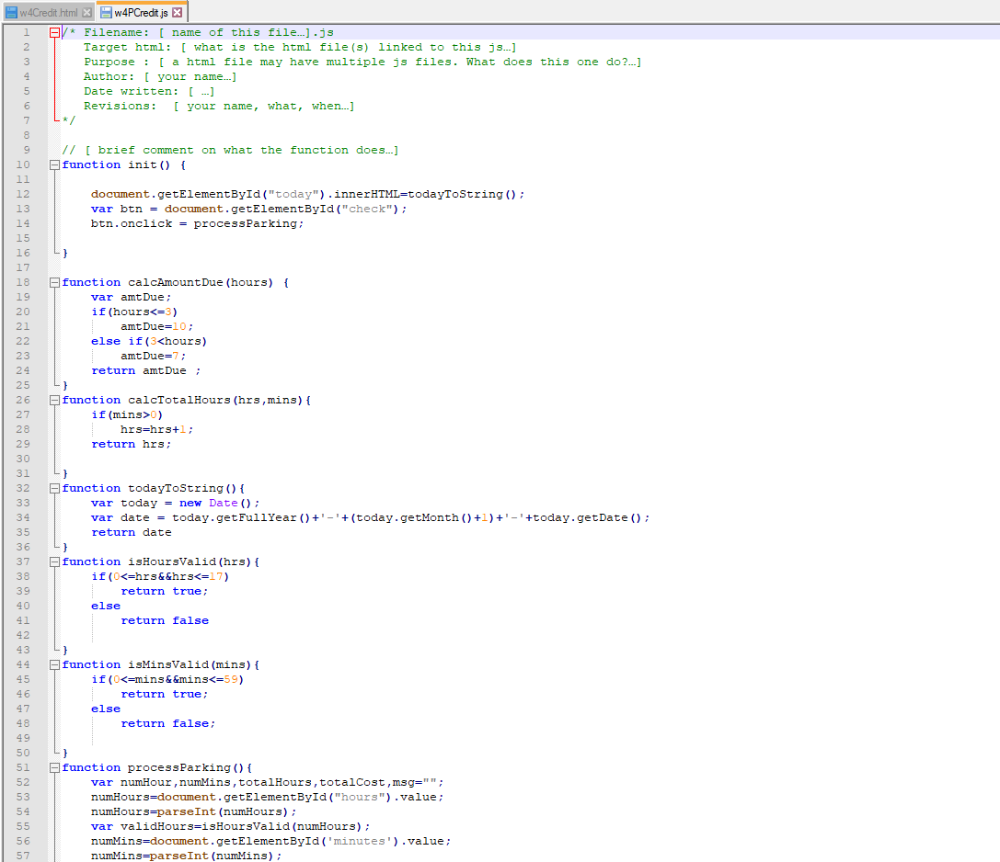 w4Credit.html w4PCredit.js
1 /* Filename: [ name of this file…].js
2 Target html: [ what is the html file(s) linked to this js…]
3 Purpose : [ a html file may have multiple js files. What does this one do?…]
4 Author: [ your name…]
5 Date written: [ …]
6 Revisions:  [ your name, what, when…]
7 */
8
9 // [ brief comment on what the function does…]
10 function init() {
11
12 document.getElementById("today").innerHTML=todayToString();
13 var btn = document.getElementById("check");
14 btn.onclick = processParking;
15
16 }
17
18 function calcAmountDue(hours) {
19 var amtDue;
20 if(hours<=3)
21 amtDue=10;
22 else if(3<hours)
23 amtDue=7;
24 return amtDue ;
25 }
26 function calcTotalHours(hrs,mins){
27 if(mins>0)
28 hrs=hrs+1;
29 return hrs;
30
31 }
32 function todayToString(){
33 var today = new Date();
34 var date = today.getFullYear()+'-'+(today.getMonth()+1)+'-'+today.getDate();
35 return date
36 }
37 function isHoursValid(hrs){
38 if(0<=hrs&&hrs<=17)
39 return true;
40 else
41 return false
42
43 }
44 function isMinsValid(mins){
45 if(0<=mins&&mins<=59)
46 return true;
47 else
48 return false;
49
50 }
51 function processParking(){
52 var numHour,numMins,totalHours,totalCost,msg="";
53 numHours=document.getElementById("hours").value;
54 numHours=parseInt(numHours);
55 var validHours=isHoursValid(numHours);
56 numMins=document.getElementById('minutes').value;
57 numMins=parseInt(numMins);